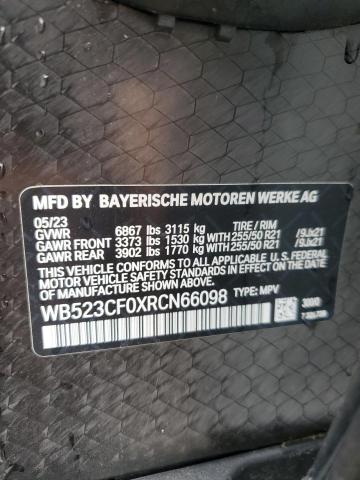 MFD BY BAYERISCHE MOTOREN WERKE AG
05/23
GVWR 6867 lbs 3115 kg TIRE / RIM
GAWR FRONT 3373 lbs 1530 kg WITH 255/50 R21 /9Jx21
GAWR REAR 3902 lbs 1770 kg WITH 255/50 R21 /9Jx21
THIS VEHICLE CONFORMS TO ALL APPLICABLE U.S. FEDERAL
MOTOR VEHICLE SAFETY STANDARDS IN EFFECT ON
THE DATE OF MANUFACTURE SHOWN ABOVE.
WB523CF0XRCN66098 TYPE: MPV